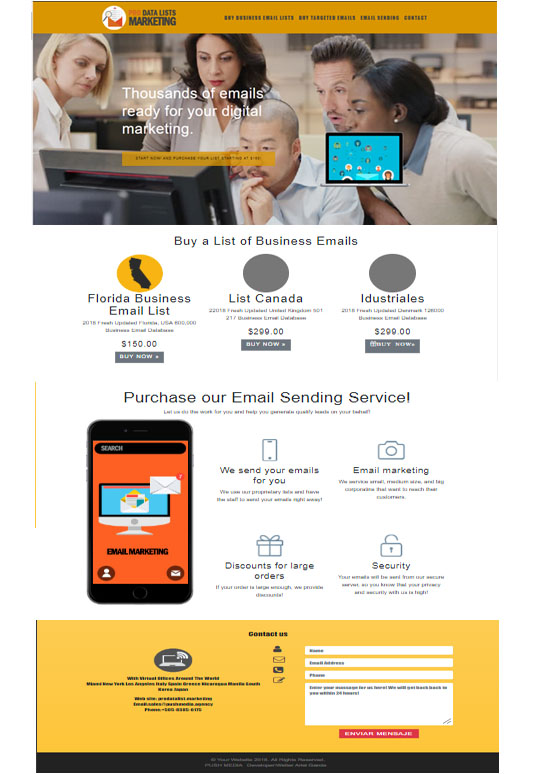 PRO DATA LISTS
MARKETING
BUY BUSINESS EMAIL LISTS BUY TARGETED EMAILS EMAIL SENDING CONTACT
Thousands of emails
ready for your digital
marketing.
START NOW AND PURCHASE YOUR LIST STARTING AT
Buy a List of Business Emails
Florida Business
Email List
2018 Fresh Updated Florida, USA 600,000
Business Email Database
$150.00
BUY NOW »
List Canada
22018 Fresh Updated United Kingdom 501
217 Business Email Database
$299.00
BUY NOW »
Idustriales
2018 Fresh Updated Denmark 128000
Business Email Database
$299.00
BUY NOW»
Purchase our Email Sending Service!
Let us do the work for you and help you generate quality leads on your behalf!
SEARCH
EMAIL MARKETING
We send your emails
for you
We use our proprietary lists and have
the staff to send your emails right away!
Email marketing
We service small, medium size, and big
corporations that want to reach their
customers.
Discounts for large
orders
If your order is large enough, we provide
discounts!
Security
Your emails will be sent from our secure
server, so you know that your privacy
and security with us is high!
Contact us
With Virtual Offices Around The World
Miami New York Los Angeles Italy Spain Greece Nicaragua Manila South
Korea Japan
Web site: prodatalist.marketing
Email:sales@pushmedia.agency
Phone:+505-8585-6175
Name
Email Address
Phone
Enter your message for us here! We will get back back to
you within 24 hours!
ENVIAR MENSAJE
© Your Website 2018. All Rights Reserved.
PUSH MEDIA